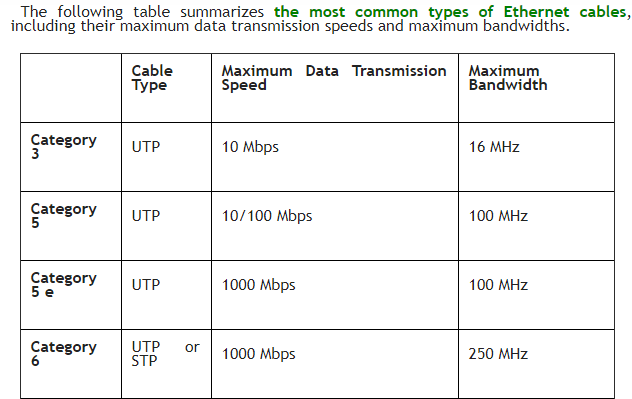 The following table summarizes the most common types of Ethernet cables,
including their maximum data transmission speeds and maximum bandwidths.
Cable
Type
Maximum Data Transmission
Speed
Maximum
Bandwidth
Category
3
UTP
10 Mbps
16 MHz
Category
5
UTP
10/100 Mbps
100 MHz
Category
5 e
UTP
1000 Mbps
100 MHz
Category
6
UTP or
STP
1000 Mbps
250 MHz